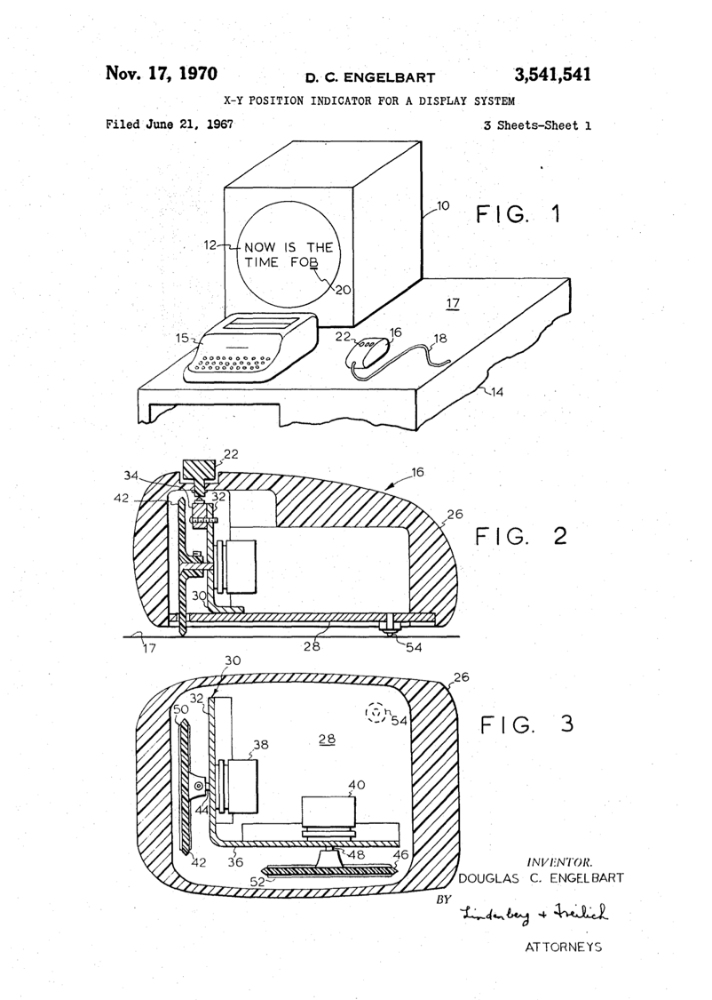 Nov. 17, 1970 D. C. ENGELBART 3,541,541
X-Y POSITION INDICATOR FOR A DISPLAY SYSTEM
Filed June 21, 1967 3 Sheets-Sheet 1
10
FIG. 1
12
NOW IS THE
TIME FOB
20
17
15
22
16
18
14
22
34
16
42
32
26
FIG. 2
30
17
28
54
30
26
32
50
54
FIG. 3
28
38
40
44
42
36
48
46
52
INVENTOR.
DOUGLAS C. ENGELBART
BY
Lindenberg + Freilich
ATTORNEYS